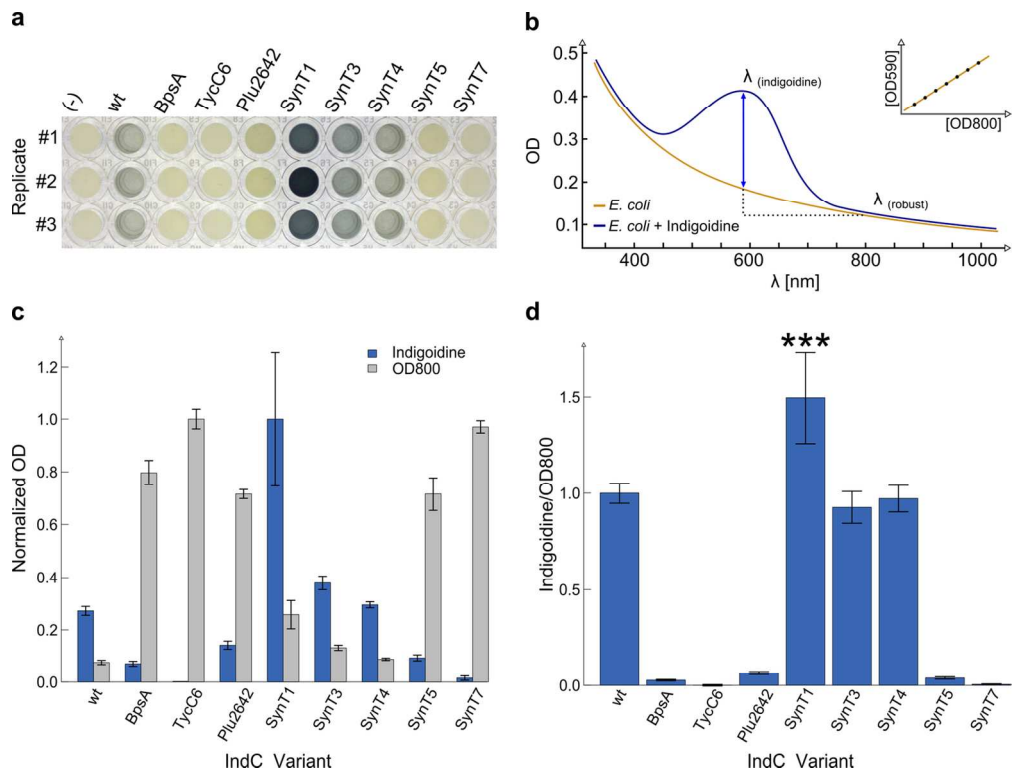 a
(-)
wt
BpsA
TycC6
Plu2642
SynT1
SynT3
SynT4
SynT5
SynT7
Replicate
#1
#2
#3
b
OD
0.5
0.4
0.3
0.2
0.1
λ (indigoidine)
λ (robust)
E. coli
E. coli + Indigoidine
400
600
800
1000
λ [nm]
[OD590]
[OD800]
c
Normalized OD
1.2
1.0
0.8
0.6
0.4
0.2
0.0
Indigoidine
OD800
wt
BpsA
TycC6
Plu2642
SynT1
SynT3
SynT4
SynT5
SynT7
IndC Variant
d
Indigoidine/OD800
1.5
1.0
0.5
0.0
***
wt
BpsA
TycC6
Plu2642
SynT1
SynT3
SynT4
SynT5
SynT7
IndC Variant